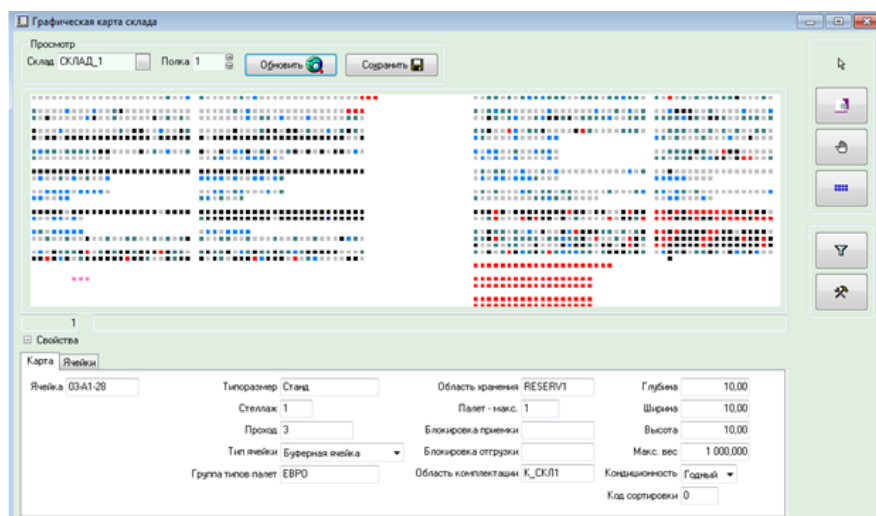 Графическая карта склада
Просмотр
Склад СКЛАД_1 Полка 1 Обновить Сохранить
1
Свойства
Карта Ячейки
Ячейка 03-A1-28 Типоразмер Станд Область хранения RESERV1 Глубина 10,00
Стеллаж 1 Палет - макс. 1 Ширина 10,00
Проход 3 Блокировка приемки Высота 10,00
Тип ячейки Буферная ячейка Блокировка отгрузки Макс. вес 1 000,000
Группа типов палет ЕВРО Область комплектации К_СКЛ1 Кондиционность Годный
Код сортировки 0